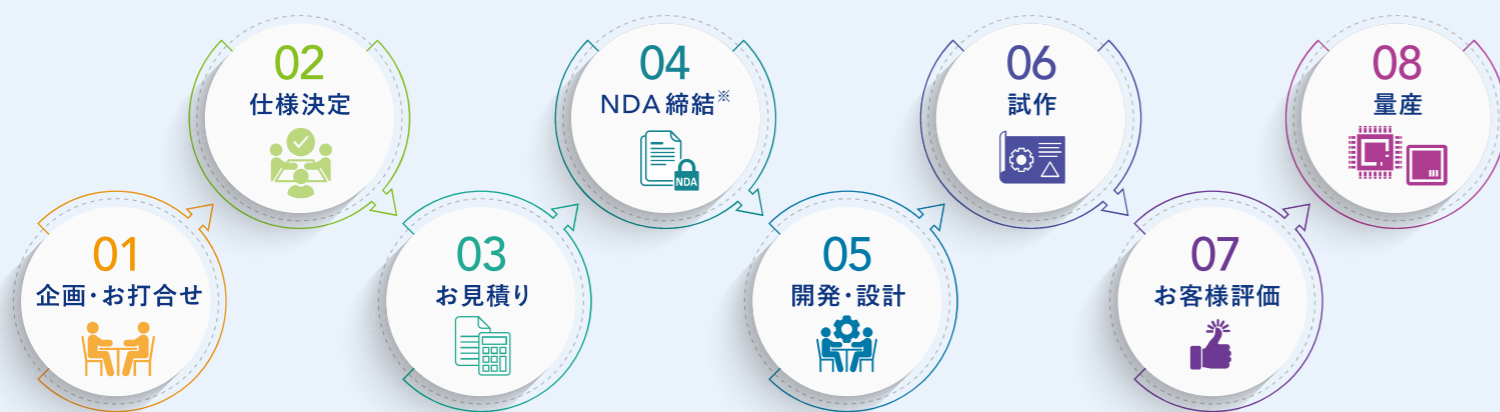 01
企画・お打合せ
02
仕様決定
03
お見積り
04
NDA締結※
NDA
05
開発・設計
06
試作
07
お客様評価
08
量産